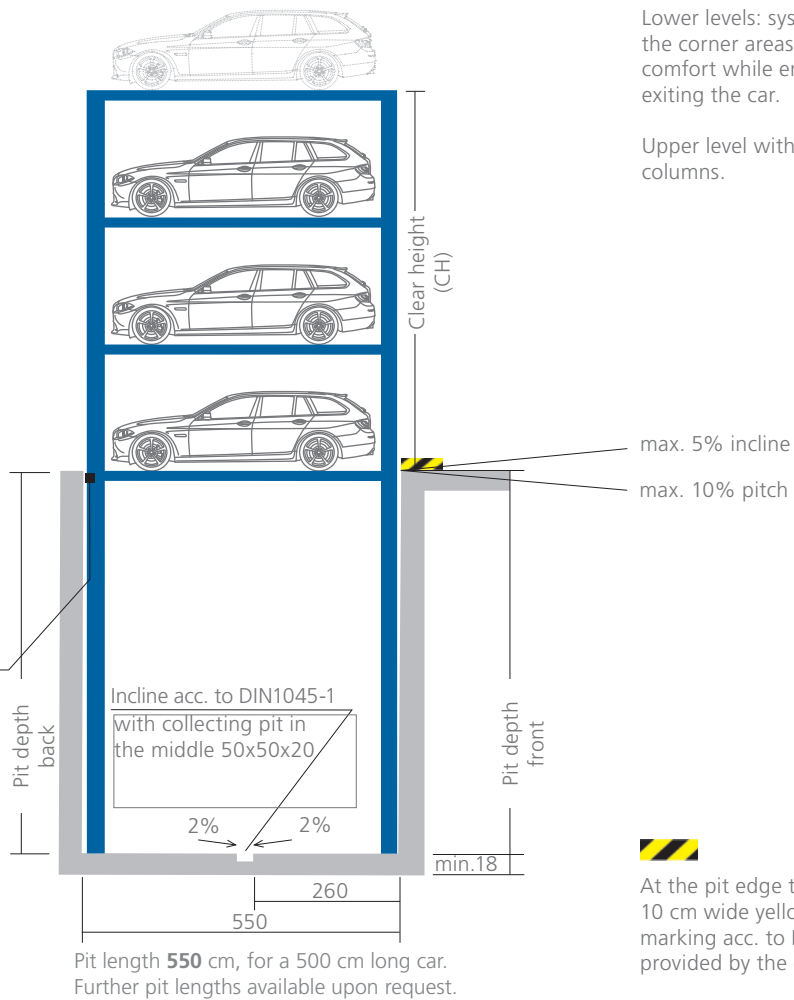 Lower levels: sys
the corner areas
comfort while en
exiting the car.
Upper level with
columns.
Clear height
(CH)
max. 5% incline
max. 10% pitch
Pit depth
back
Incline acc. to DIN1045-1
with collecting pit in
the middle 50x50x20
Pit depth
front
2%
2%
min.18
260
550
Pit length 550 cm, for a 500 cm long car.
Further pit lengths available upon request.
At the pit edge t
10 cm wide yello
marking acc. to
provided by the